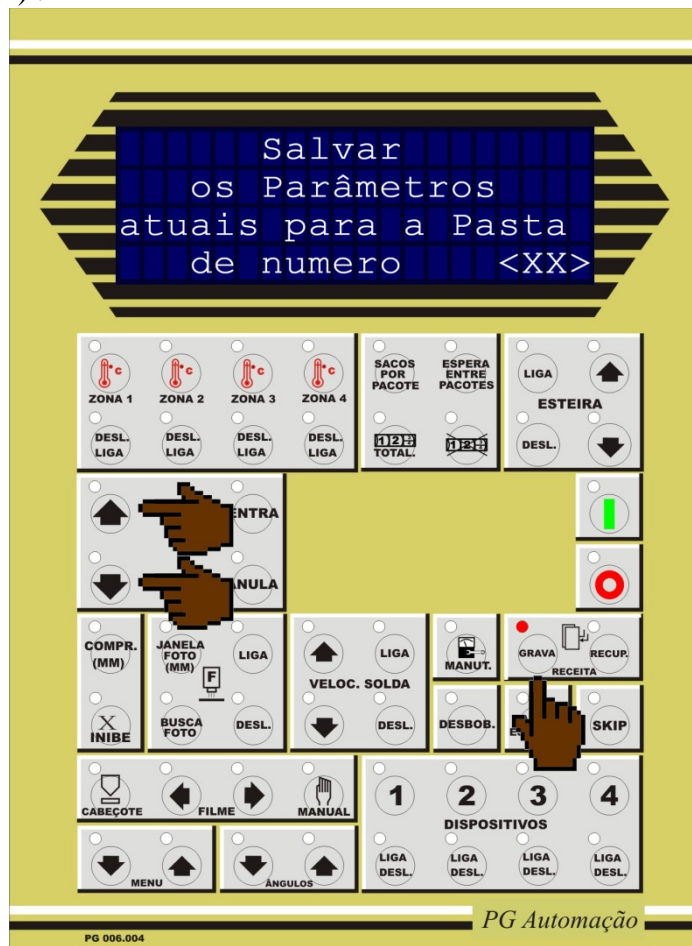 Salvar
os Parâmetros
atuais para a Pasta
de numero <XX>
°c °c °c °c
ZONA 1 ZONA 2 ZONA 3 ZONA 4
DESL. LIGA DESL. LIGA DESL. LIGA DESL. LIGA
SACOS POR PACOTE
ESPERA ENTRE PACOTES
TOTAL.
LIGA
ESTEIRA
DESL.
ENTRA
COMPR. (MM)
X
INIBE
JANELA FOTO (MM)
LIGA
F
BUSCA FOTO
DESL.
LIGA
VELOC. SOLDA
DESL.
MANUT.
GRAVA
RECUP.
RECEITA
DESBOB.
SKIP
CABEÇOTE
FILME
MANUAL
MENU
ÂNGULOS
1 2 3 4
DISPOSITIVOS
LIGA DESL. LIGA DESL. LIGA DESL. LIGA DESL.
PG Automação
PG 006.004